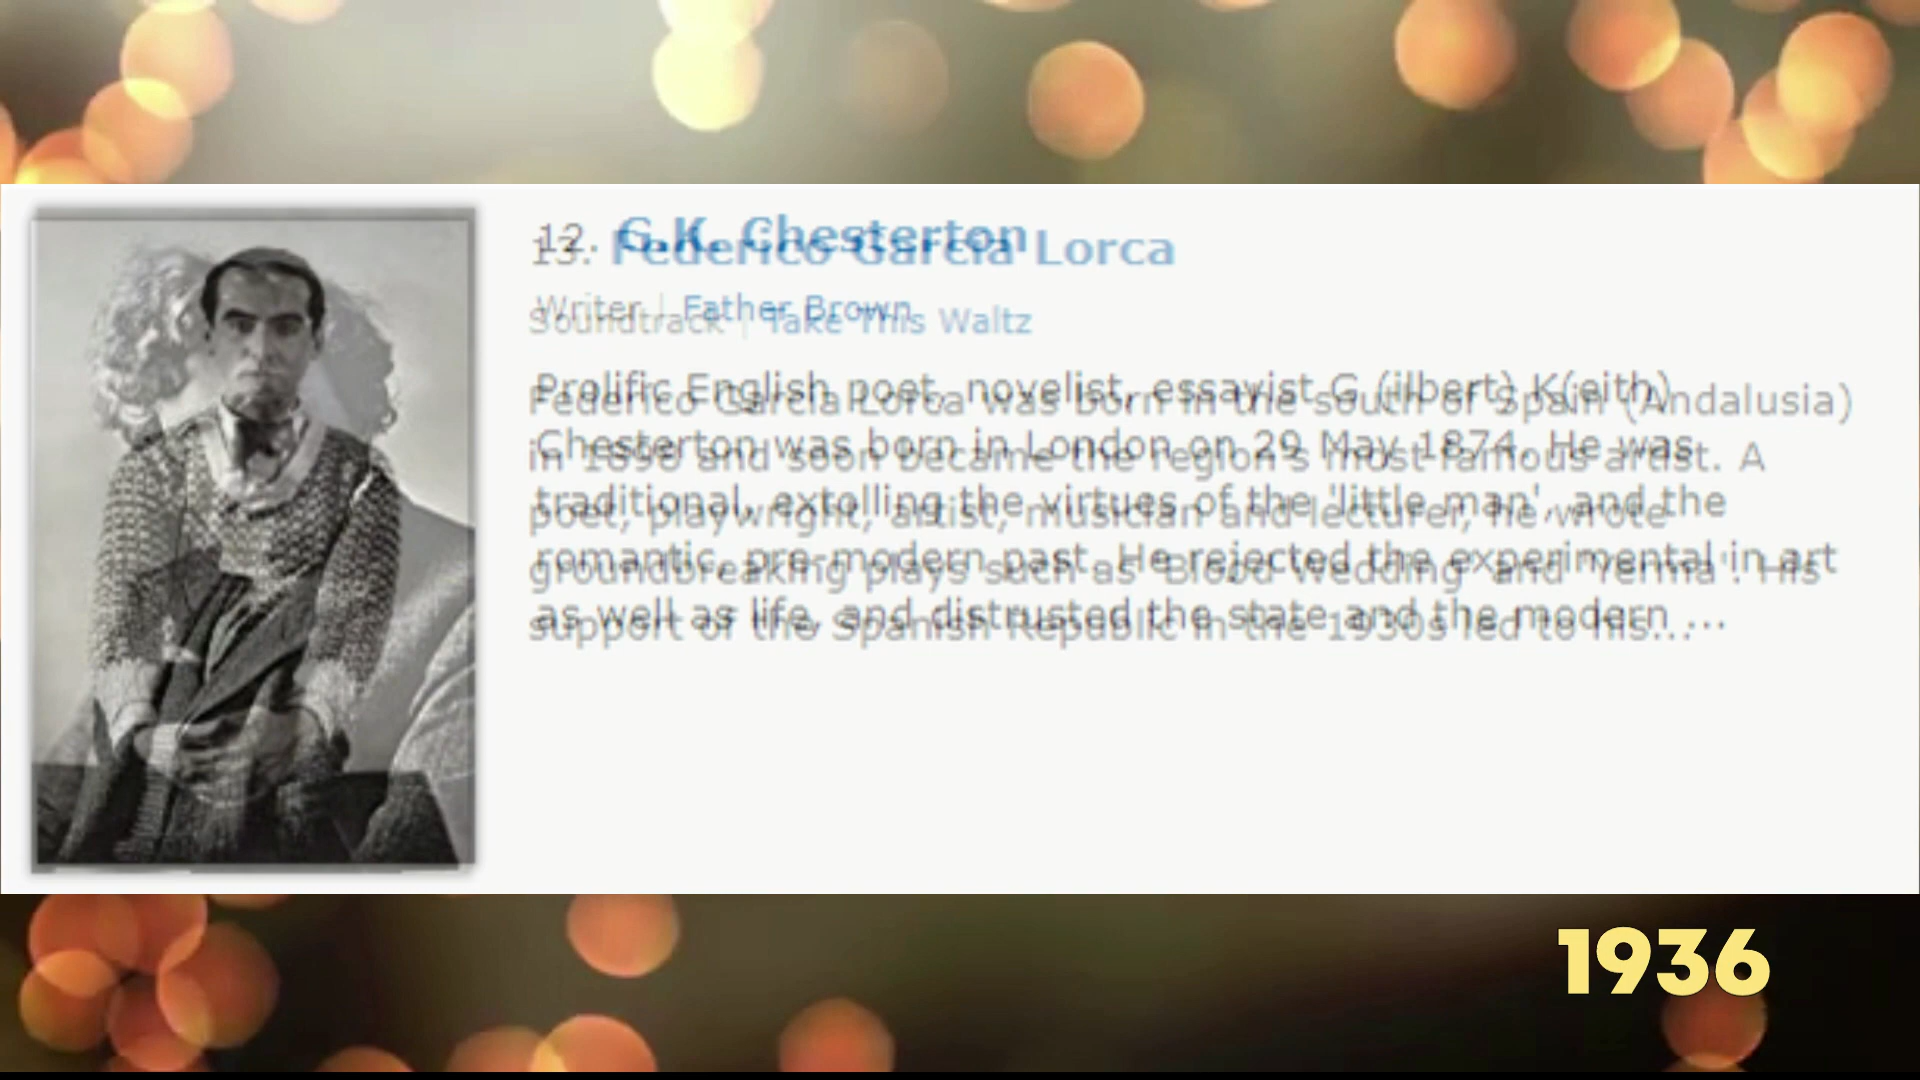 12. G.K. Chesterton
Writer | Father Brown
Prolific English poet, novelist, essayist G (ilbert) K(eith)
Chesterton was born in London on 29 May 1874. He was
traditional, extolling the virtues of the 'little man', and the
romantic, pre-modern past. He rejected the experimental in art
as well as life, and distrusted the state and the modern ...
13. Federico García Lorca
Soundtrack | Take This Waltz
Federico García Lorca was born in the south of Spain (Andalusia)
in 1898 and soon became the region's most famous artist. A
poet, playwright, artist, musician and lecturer, he wrote
groundbreaking plays such as 'Blood Wedding' and 'Yerma'. His
support of the Spanish Republic in the 1930s led to his...
1936